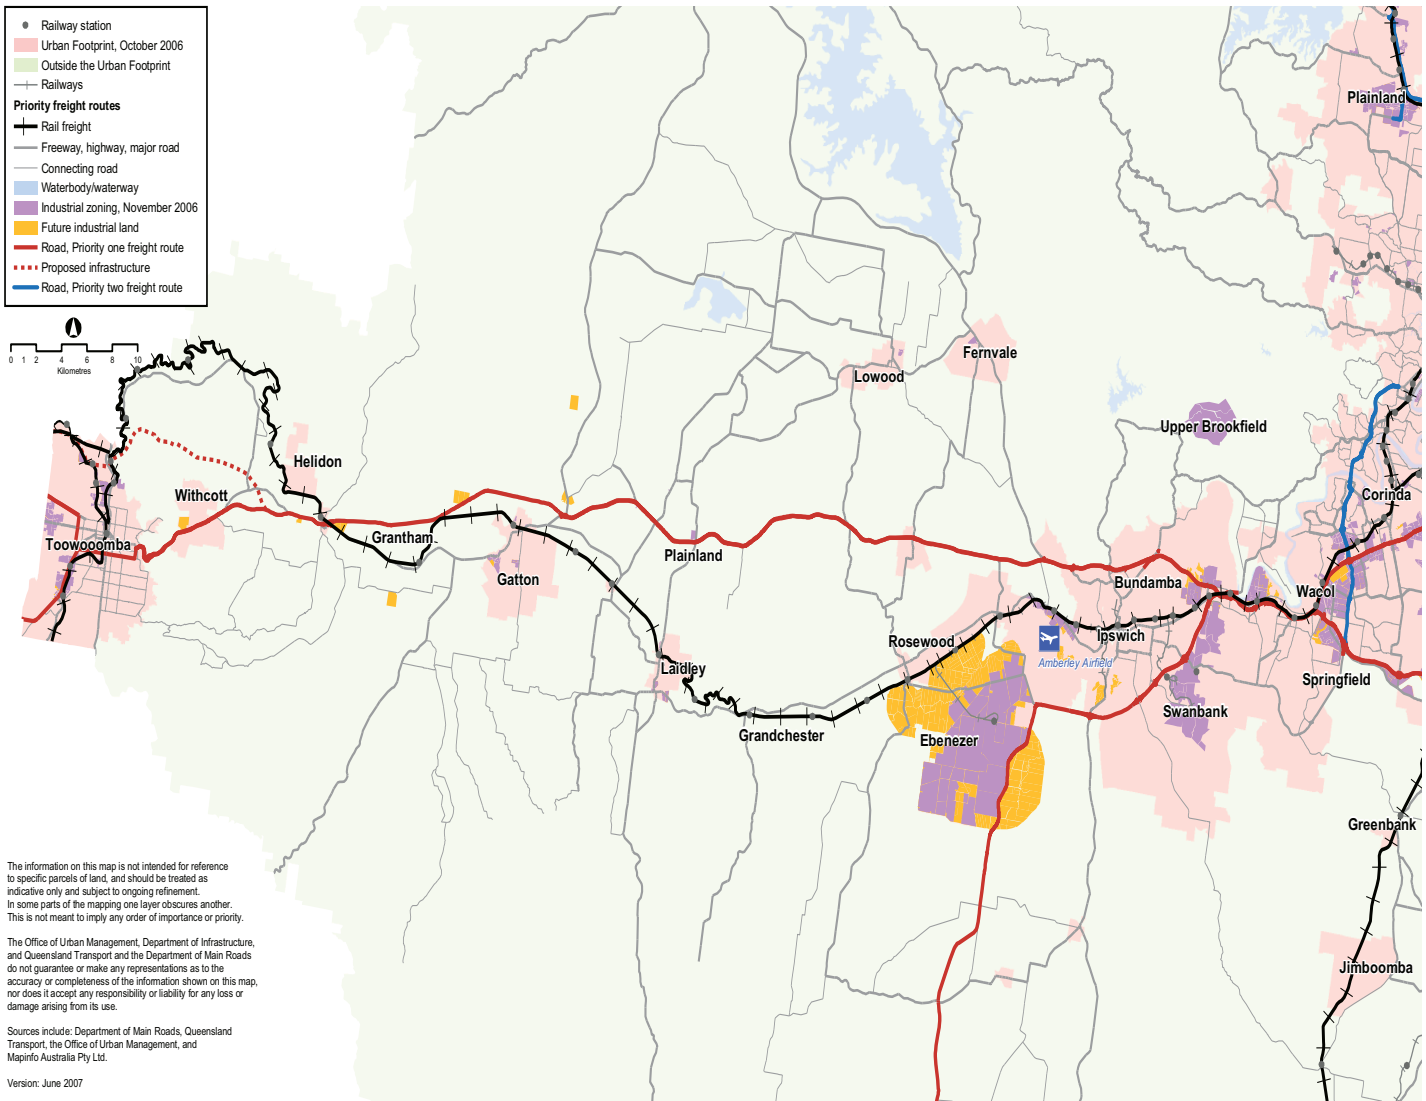 Railway station
Urban Footprint, October 2006
Outside the Urban Footprint
Railways
Priority freight routes
Rail freight
Freeway, highway, major road
Connecting road
Waterbody/waterway
Industrial zoning, November 2006
Future industrial land
Road, Priority one freight route
Proposed infrastructure
Road, Priority two freight route
0 1 2 4 6 8 10
Kilometres
Plainland
Fernvale
Lowood
Upper Brookfield
Helidon
Withcott
Corinda
Grantham
Toowooomba
Plainland
Gatton
Bundamba
Wacol
Ipswich
Rosewood
Amberley Airfield
Laidley
Springfield
Swanbank
Grandchester
Ebenezer
Greenbank
Jimboomba
The information on this map is not intended for reference
to specific parcels of land, and should be treated as
indicative only and subject to ongoing refinement.
In some parts of the mapping one layer obscures another.
This is not meant to imply any order of importance or priority.
The Office of Urban Management, Department of Infrastructure,
and Queensland Transport and the Department of Main Roads
do not guarantee or make any representations as to the
accuracy or completeness of the information shown on this map,
nor does it accept any responsibility or liability for any loss or
damage arising from its use.
Sources include: Department of Main Roads, Queensland
Transport, the Office of Urban Management, and
Mapinfo Australia Pty Ltd.
Version: June 2007